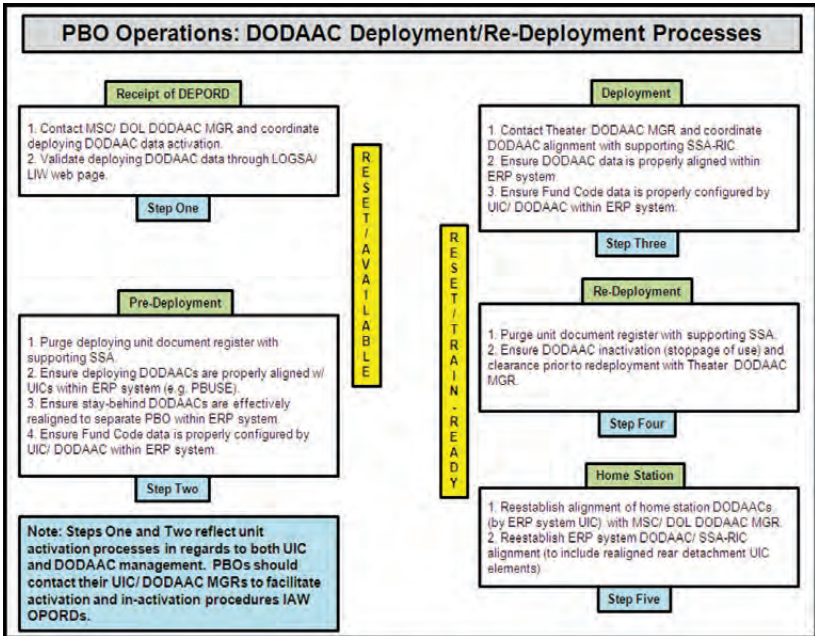 PBO Operations: DODAAC Deployment/Re-Deployment Processes
Receipt of DEPORD
1. Contact MSC/ DOL DODAAC MGR and coordinate
deploying DODAAC data activation.
2. Validate deploying DODAAC data through LOGSA/
LIW web page.
Step One
Pre-Deployment
1. Purge deploying unit document register with
supporting SSA.
2. Ensure deploying DODAACs are properly aligned w/
UICs within ERP system (e.g. PBUSE).
3. Ensure stay-behind DODAACs are effectively
realigned to separate PBO within ERP system.
4. Ensure Fund Code data is properly configured by
UIC/ DODAAC within ERP system.
Step Two
Note: Steps One and Two reflect unit
activation processes in regards to both UIC
and DODAAC management. PBOs should
contact their UIC/ DODAAC MGRs to facilitate
activation and in-activation procedures IAW
OPORDs.
RESET/AVAILABLE
RESET/TRAIN-READY
Deployment
1. Contact Theater DODAAC MGR and coordinate
DODAAC alignment with supporting SSA-RIC.
2. Ensure DODAAC data is properly aligned within
ERP system.
3. Ensure Fund Code data is properly configured by
UIC/ DODAAC within ERP system.
Step Three
Re-Deployment
1. Purge unit document register with supporting SSA.
2. Ensure DODAAC inactivation (stoppage of use) and
clearance prior to redeployment with Theater DODAAC
MGR.
Step Four
Home Station
1. Reestablish alignment of home station DODAACs
(by ERP system UIC) with MSC/ DOL DODAAC MGR.
2. Reestablish ERP system DODAAC/ SSA-RIC
alignment (to include realigned rear detachment UIC
elements)
Step Five